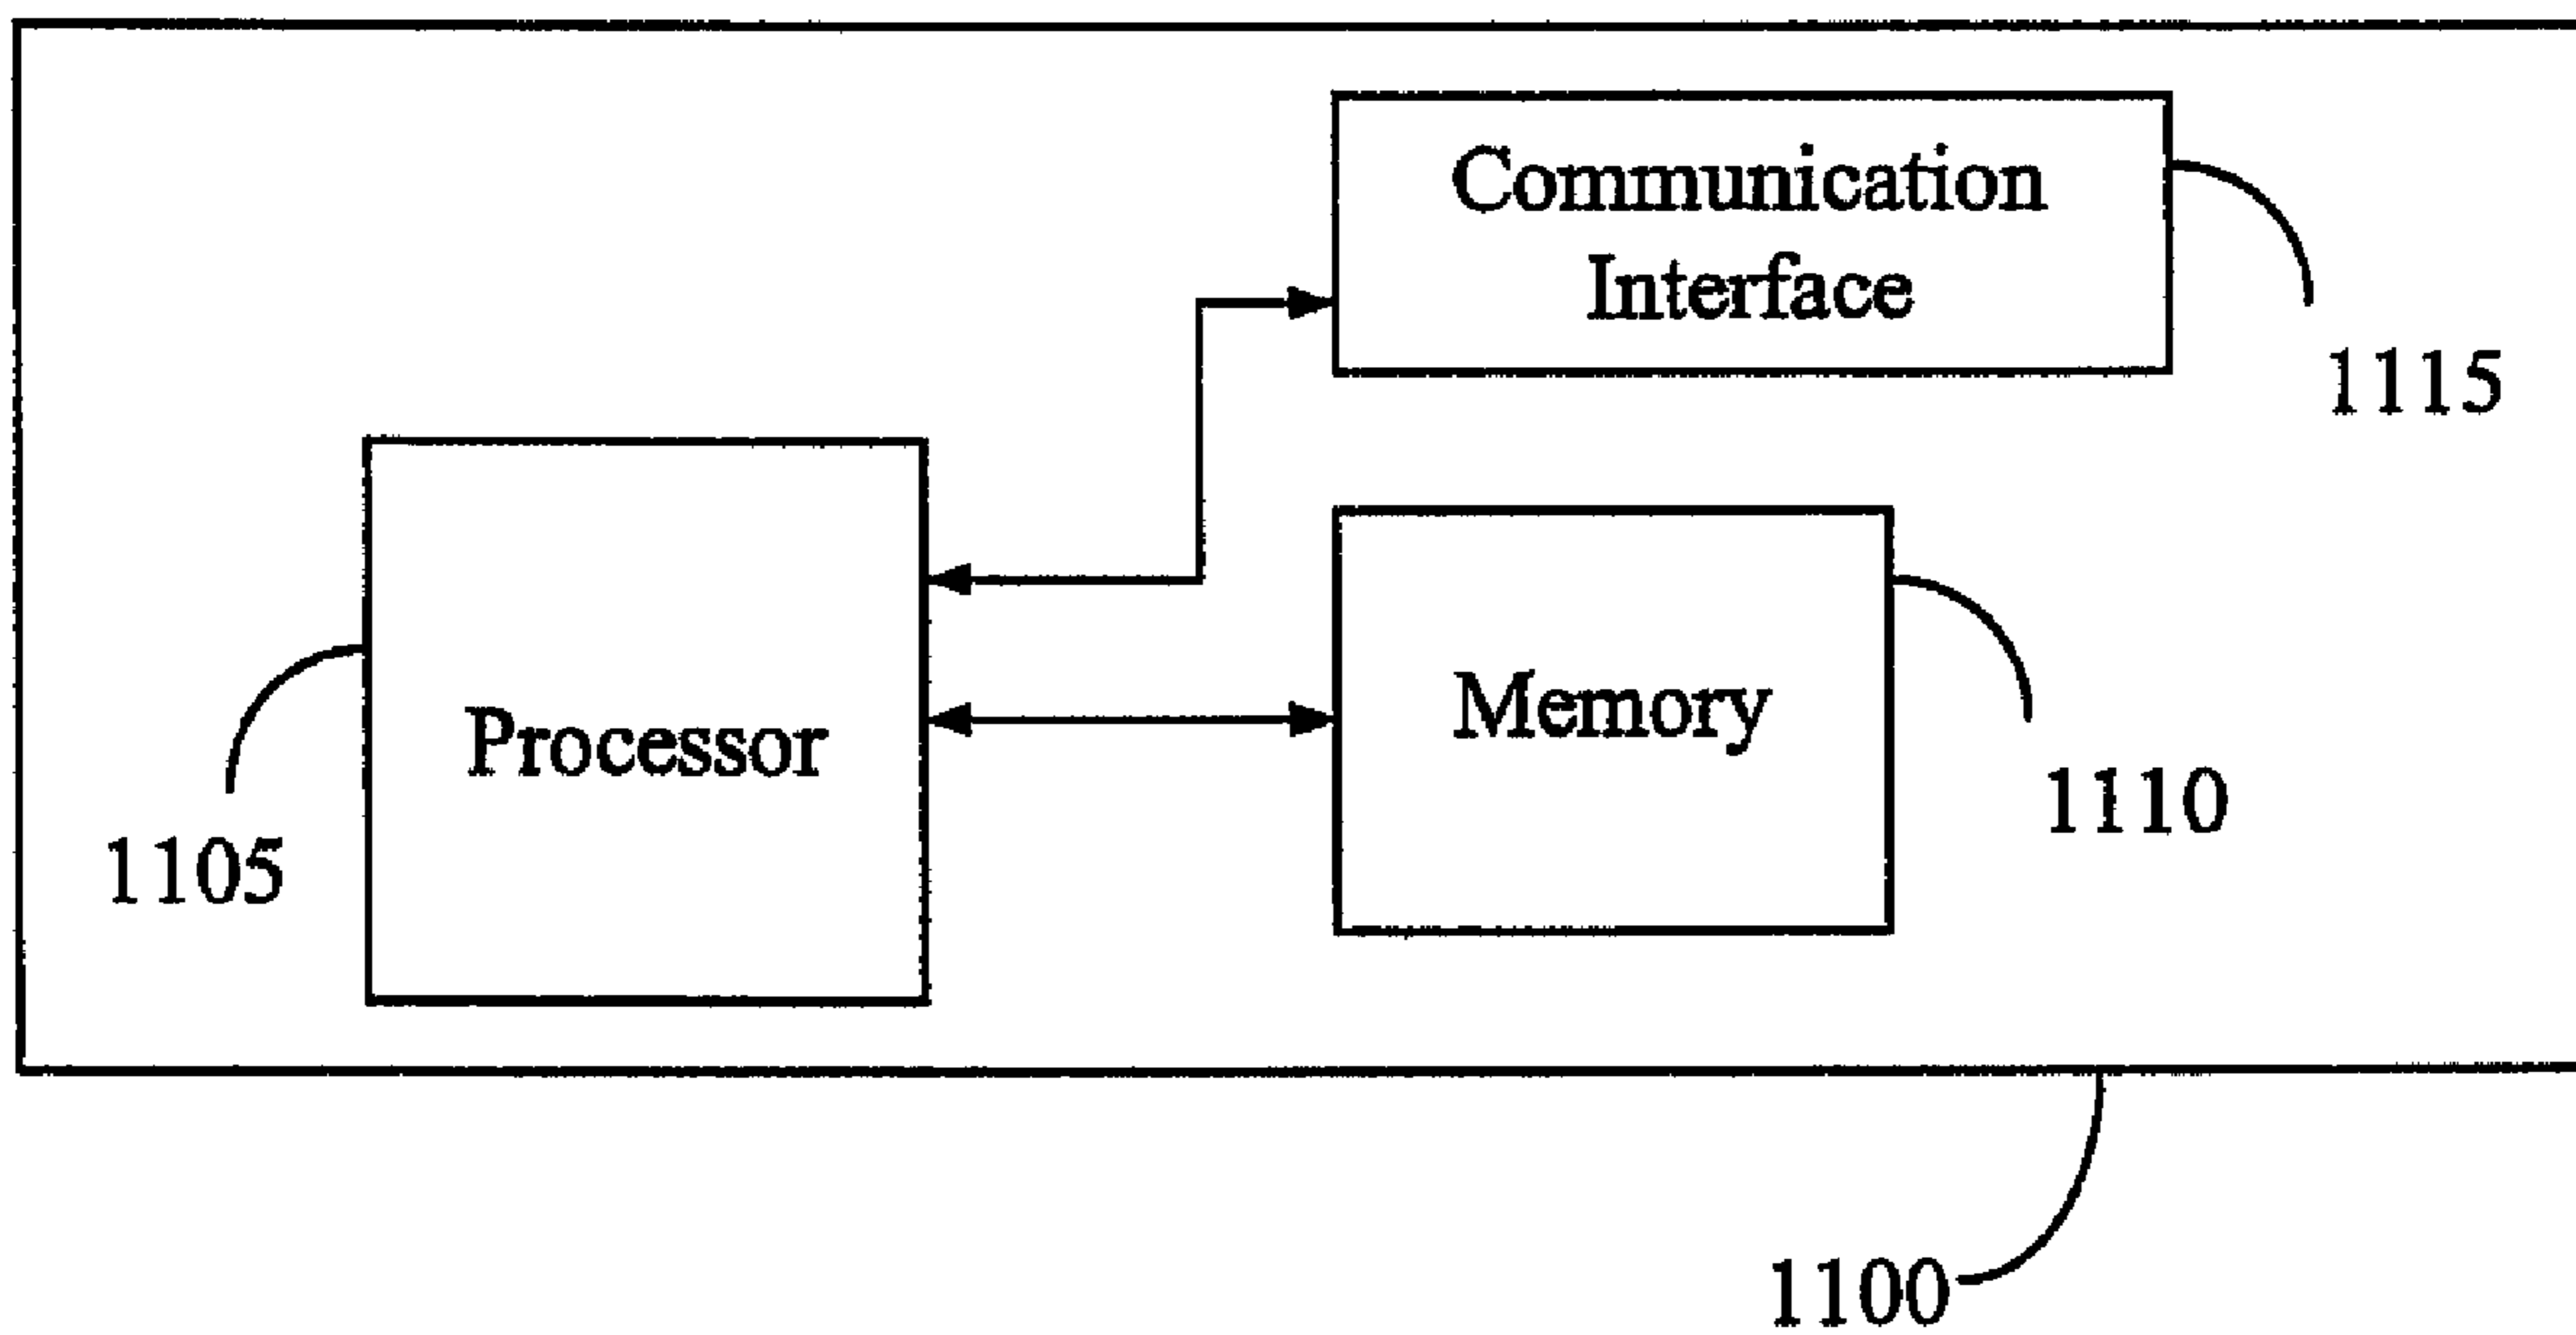 Communication
Interface
1115
Processor
Memory
1105
1110
1100